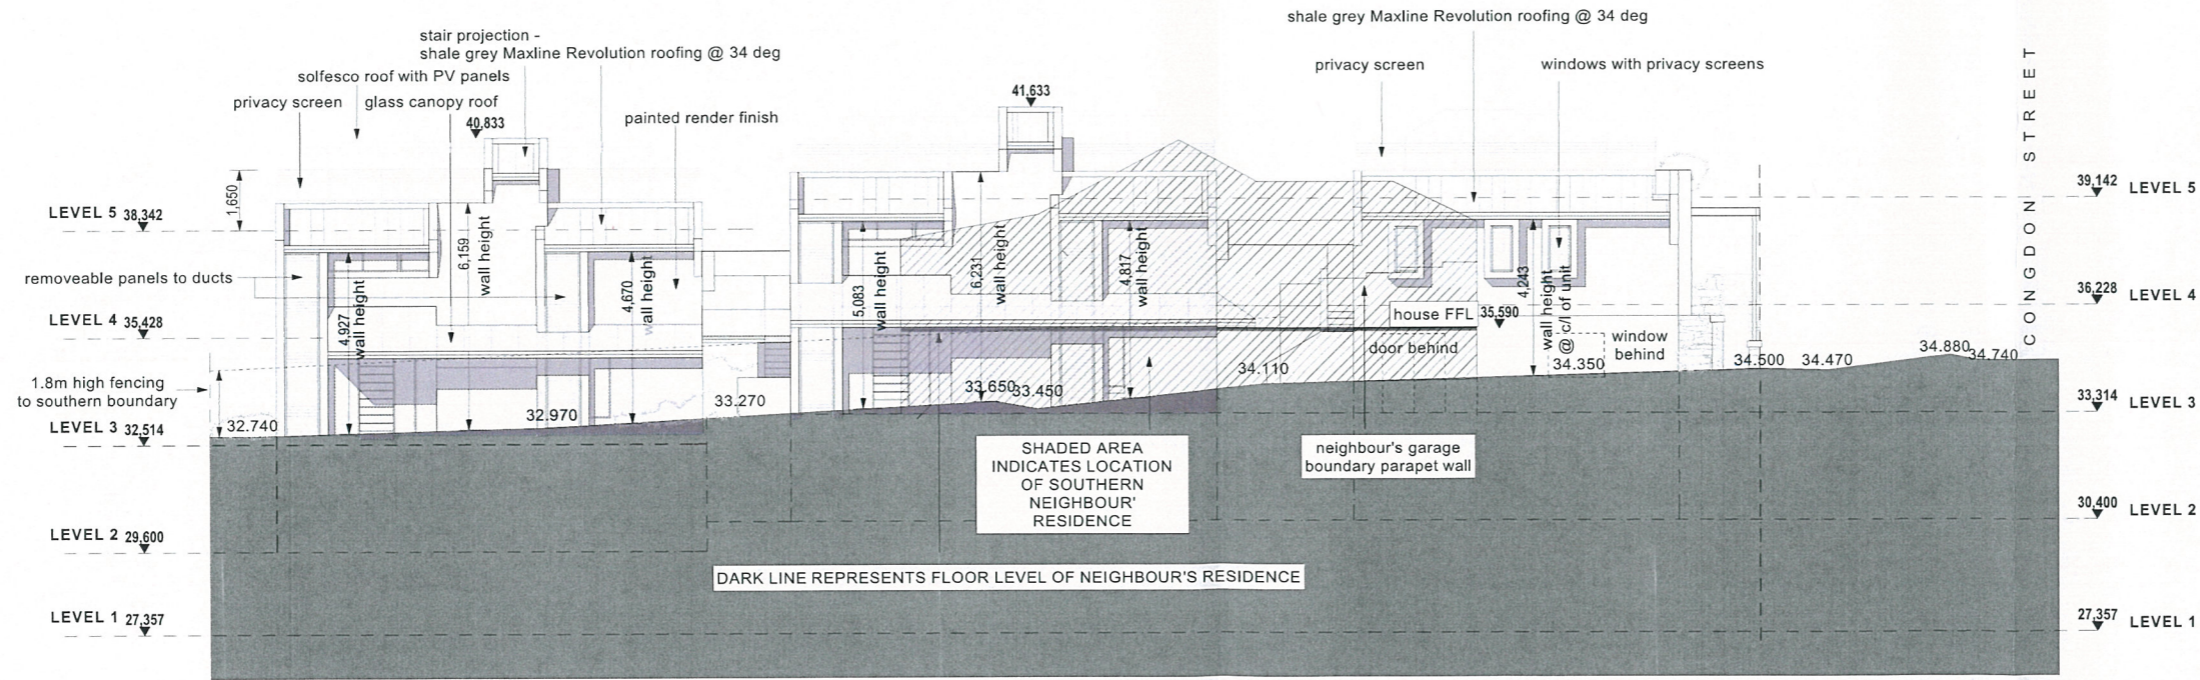 shale grey Maxline Revolution roofing @ 34 deg
stair projection -
shale grey Maxline Revolution roofing @ 34 deg
solfesco roof with PV panels
privacy screen
glass canopy roof
40,833
painted render finish
41,633
privacy screen
windows with privacy screens
CONGDON STREET
1,650
LEVEL 5 38,342
39,142 LEVEL 5
removeable panels to ducts
6,159
wall height
4,927
wall height
4,670
wall height
5,083
wall height
6,231
wall height
4,817
wall height
4,243
wall height
@ c/l of unit
LEVEL 4 35,428
36,228 LEVEL 4
house FFL 35,590
door behind
window
behind
1.8m high fencing
to southern boundary
32.740
32.970
33.270
33.650
33.450
34.110
34.350
34.500
34.470
34.880
34.740
LEVEL 3 32,514
33,314 LEVEL 3
SHADED AREA
INDICATES LOCATION
OF SOUTHERN
NEIGHBOUR'
RESIDENCE
neighbour's garage
boundary parapet wall
LEVEL 2 29,600
30,400 LEVEL 2
DARK LINE REPRESENTS FLOOR LEVEL OF NEIGHBOUR'S RESIDENCE
LEVEL 1 27,357
27,357 LEVEL 1